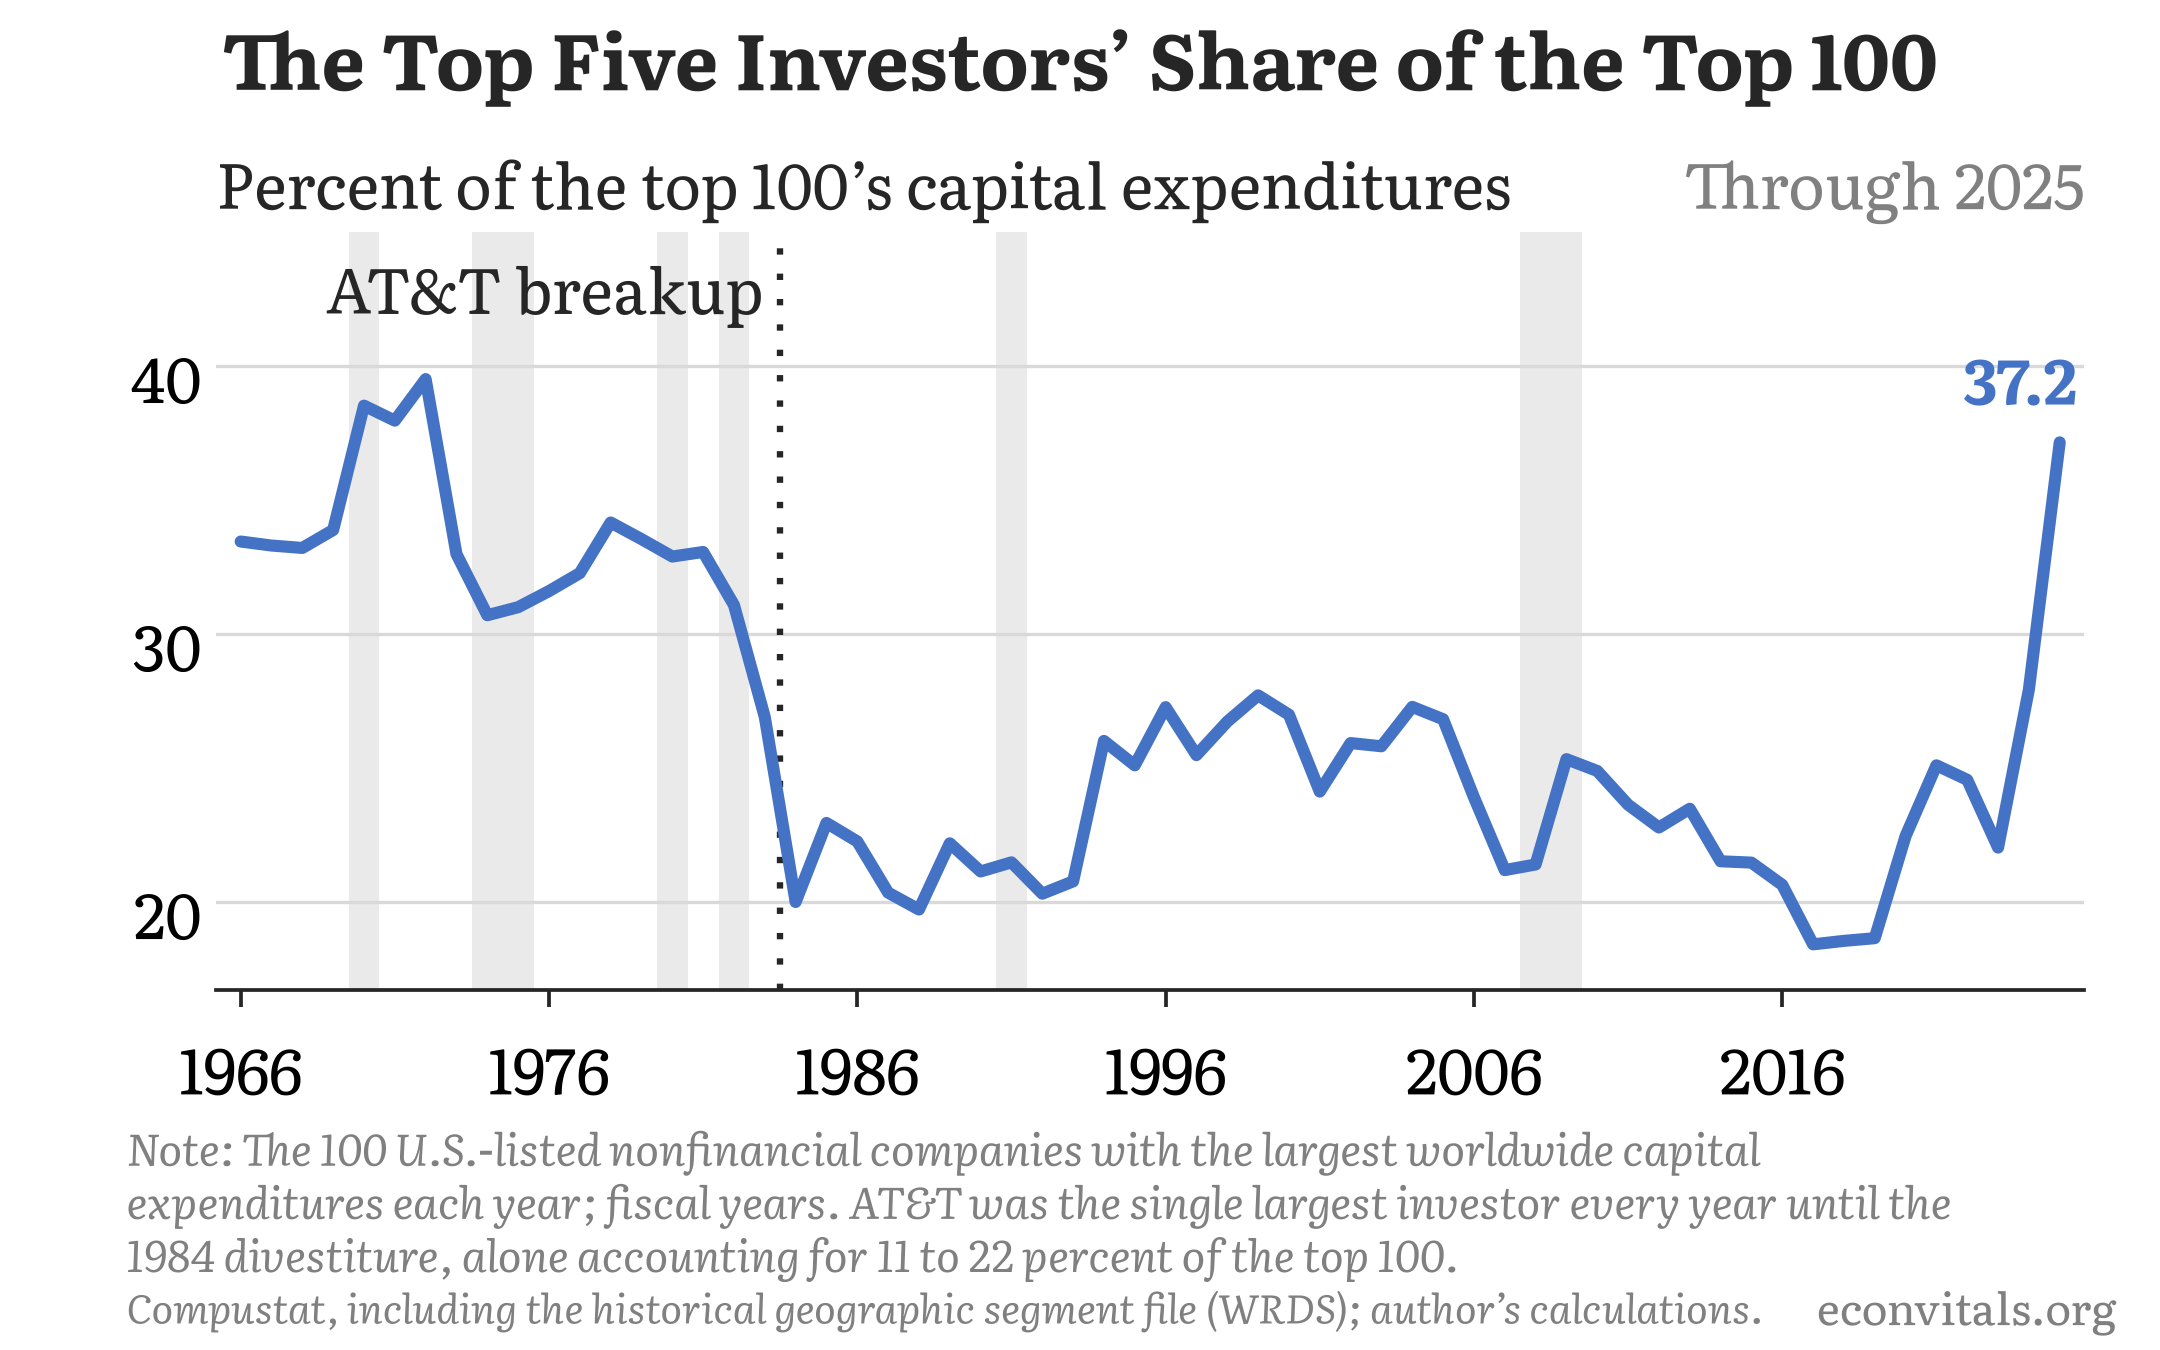 The Top Five Investors’ Share of the Top 100
Percent of the top 100’s capital expenditures
Through 2025
AT&T breakup
40
37.2
30
20
1966
1976
1986
1996
2006
2016
Note: The 100 U.S.-listed nonfinancial companies with the largest worldwide capital
expenditures each year; fiscal years. AT&T was the single largest investor every year until the
1984 divestiture, alone accounting for 11 to 22 percent of the top 100.
Compustat, including the historical geographic segment file (WRDS); author’s calculations.
econvitals.org